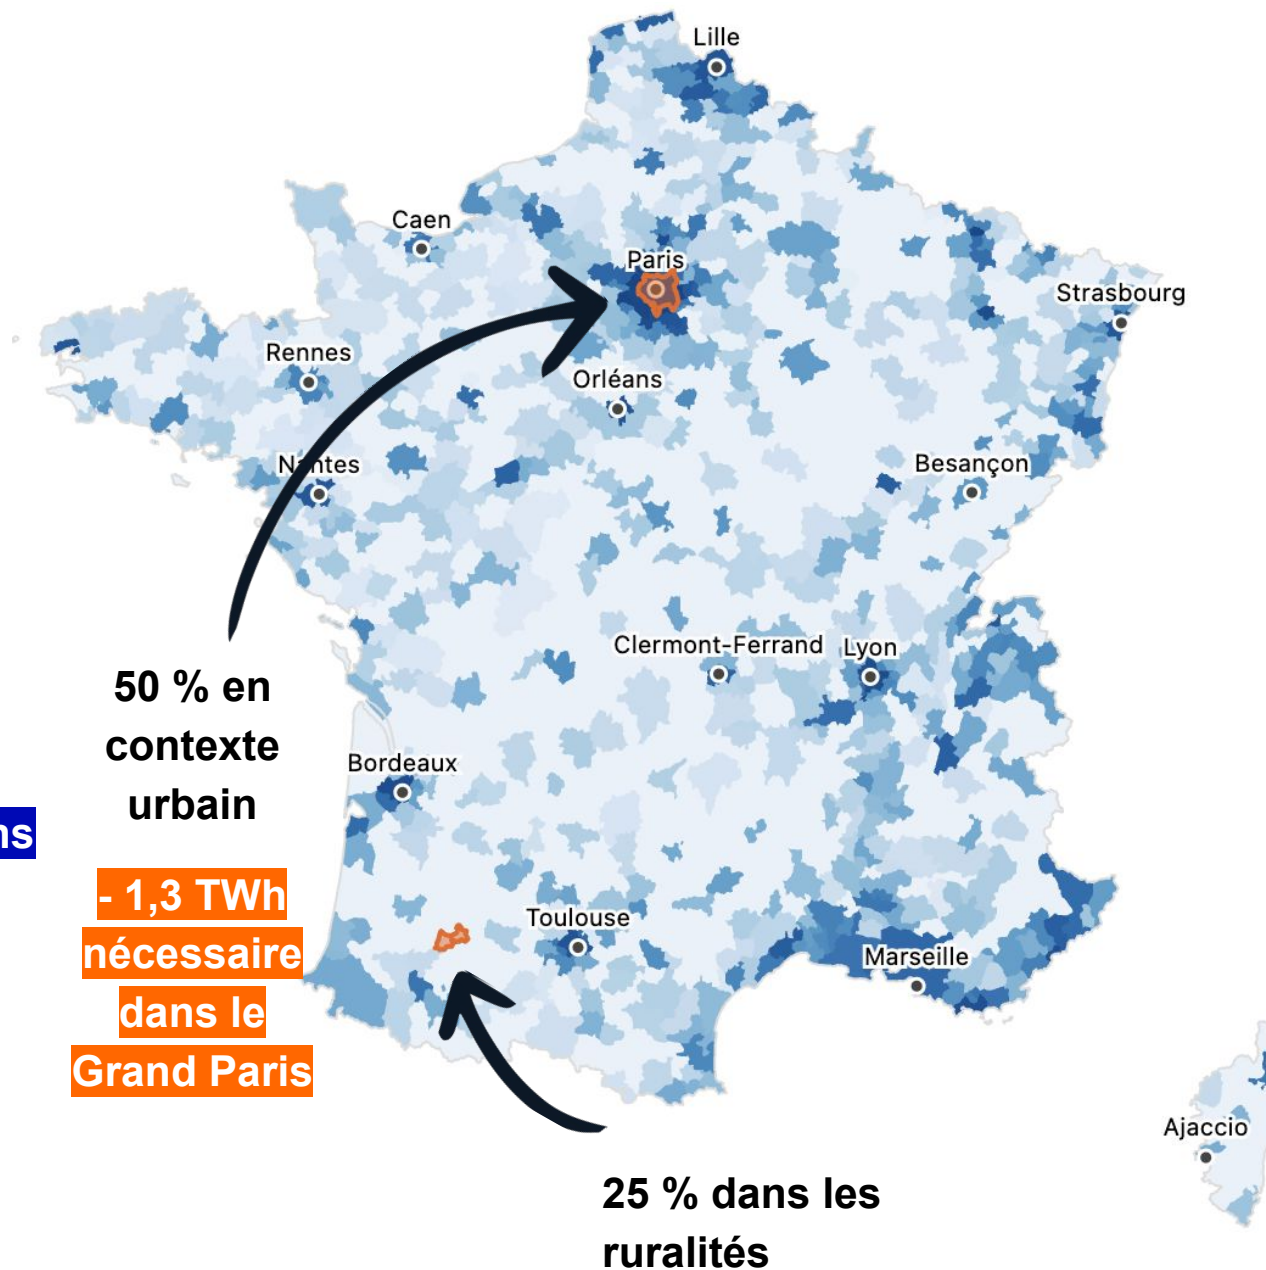 Lille
Caen
Paris
Strasbourg
Rennes
Orléans
Nantes
Besançon
Clermont-Ferrand
Lyon
50 % en
contexte
urbain
Bordeaux
ns
- 1,3 TWh
nécessaire
dans le
Grand Paris
Toulouse
Marseille
Ajaccio
25 % dans les
ruralités